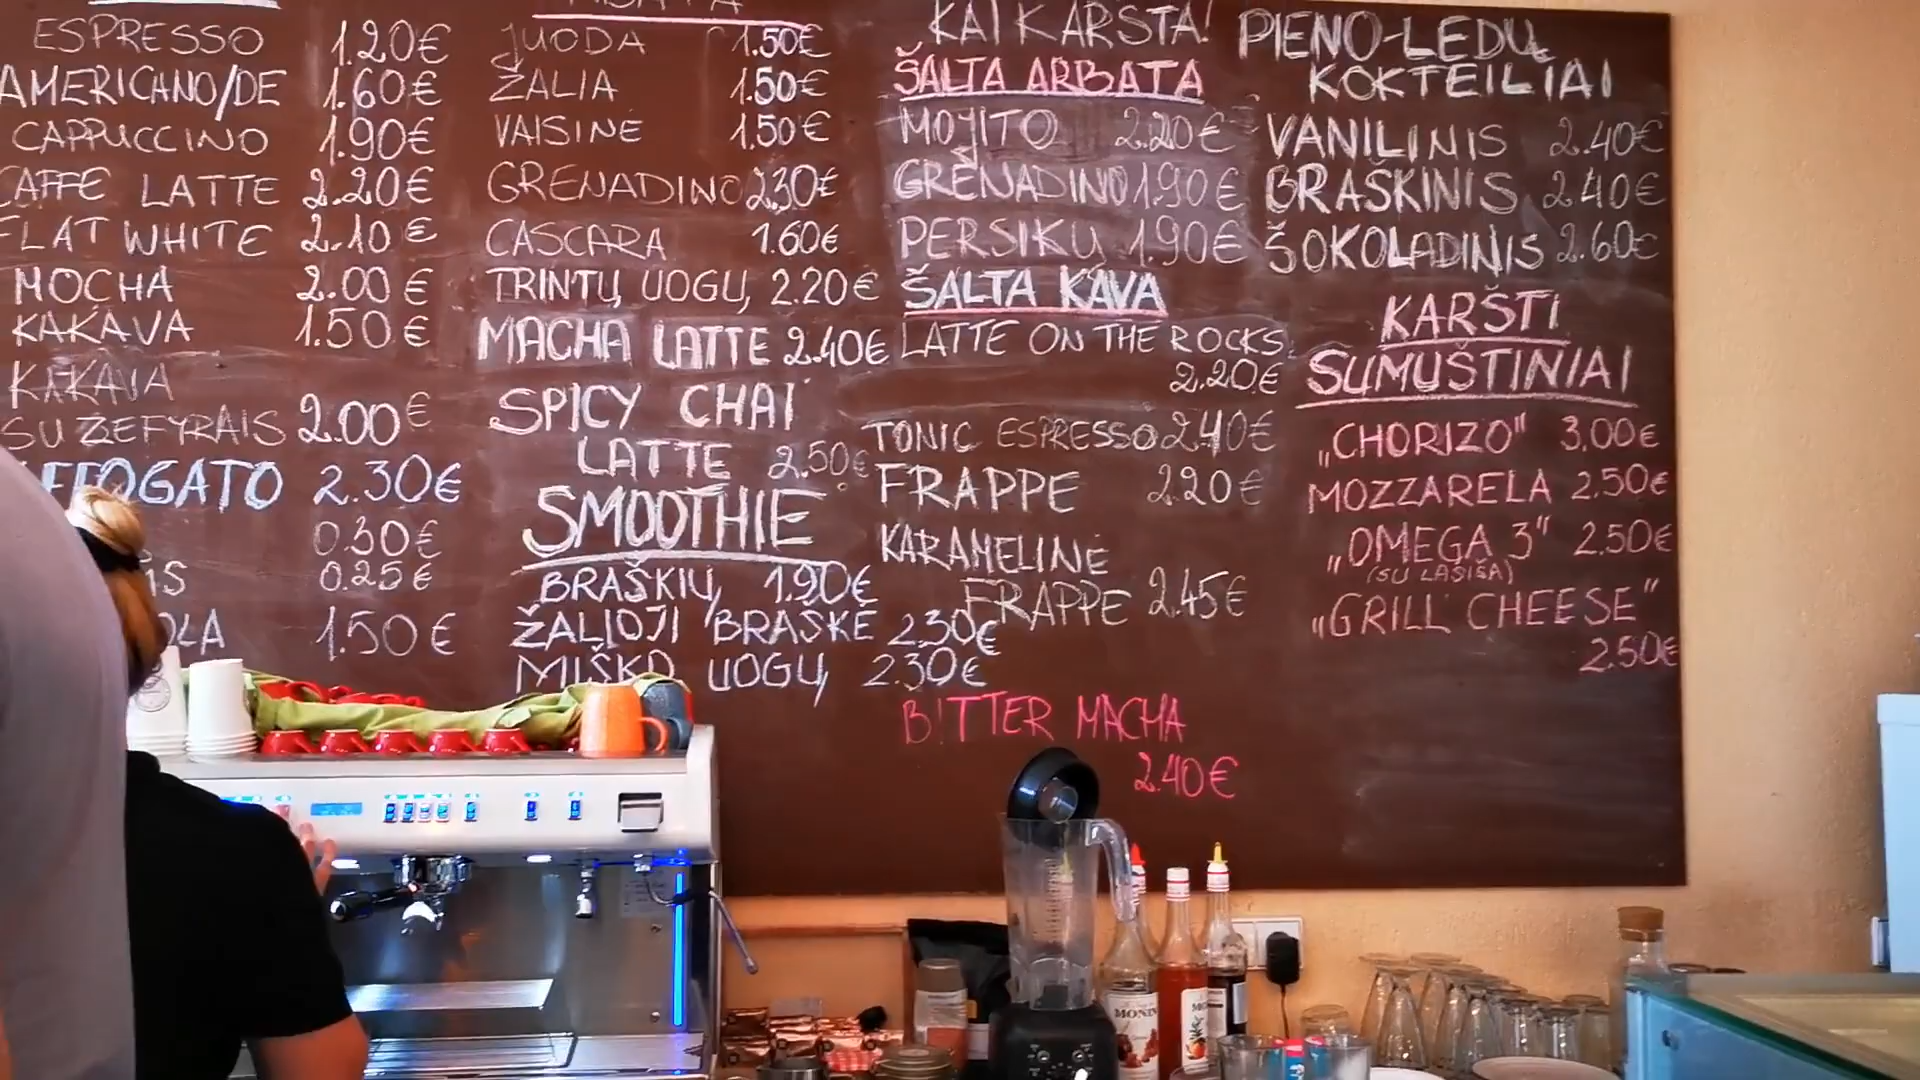 ESPRESSO 1.20€
AMERICANO/DE 1.60€
CAPPUCCINO 1.90€
CAFFE LATTE 2.20€
FLAT WHITE 2.10€
MOCHA 2.00€
KAKAVA 1.50€
KAKAVA
SU ZEFYRAIS 2.00€
AFFOGATO 2.30€
0.30€
0.25€
1.50€
JUODA 1.50€
ŽALIA 1.50€
VAISINĖ 1.50€
GRENADINO 2.30€
CASCARA 1.60€
TRINTŲ UOGŲ 2.20€
MACHA LATTE 2.40€
SPICY CHAI
LATTE 2.50€
SMOOTHIE
BRAŠKIŲ 1.90€
ŽALIOJI BRAŠKĖ 2.30€
MIŠKO UOGŲ 2.30€
KAI KARŠTA!
ŠALTA ARBATA
MOJITO 2.20€
GRENADINO 1.90€
PERSIKŲ 1.90€
ŠALTA KAVA
LATTE ON THE ROCKS
2.20€
TONIC ESPRESSO 2.40€
FRAPPE 2.20€
KARAMELINĖ
FRAPPE 2.45€
BITTER MACHA
2.40€
PIENO-LEDŲ
KOKTEILIAI
VANILINIS 2.40€
BRAŠKINIS 2.40€
ŠOKOLADINIS 2.60€
KARŠTI
SUMUŠTINIAI
„CHORIZO" 3.00€
MOZZARELA 2.50€
„OMEGA 3" 2.50€
(SU LAŠIŠA)
„GRILL CHEESE"
2.50€
MONIN